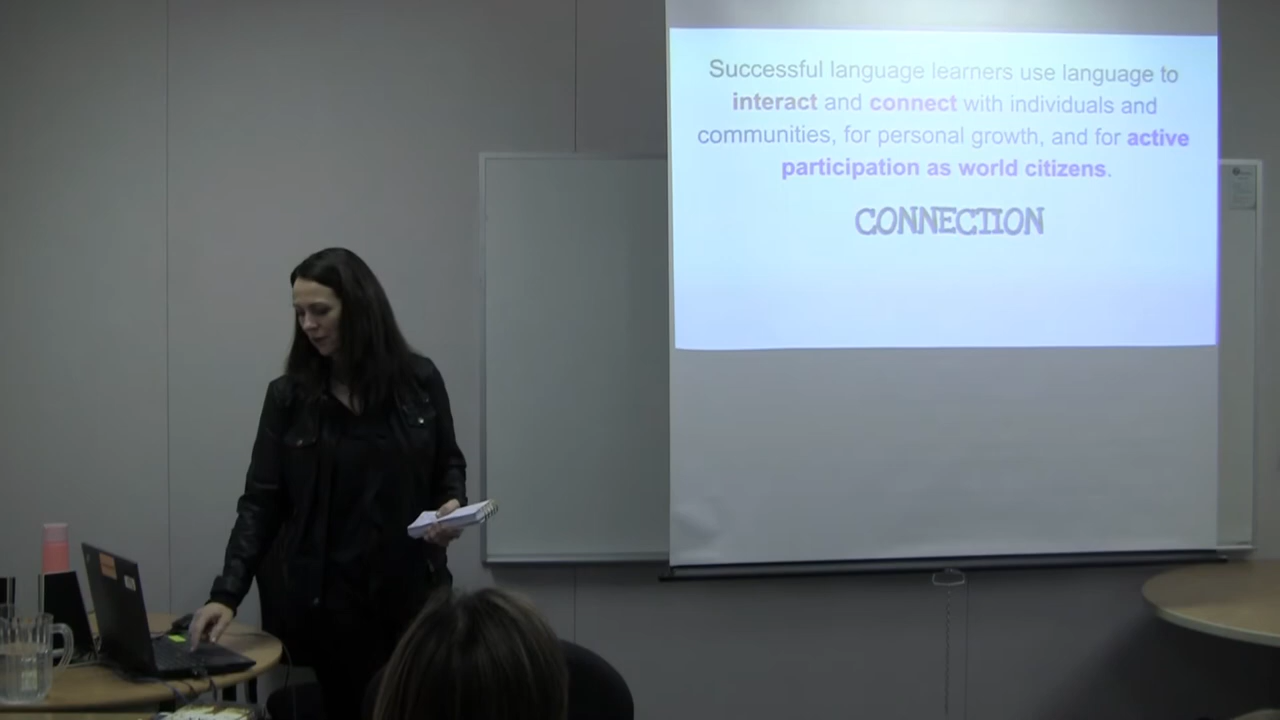 Successful language learners use language to
interact and connect with individuals and
communities, for personal growth, and for active
participation as world citizens.
CONNECTION